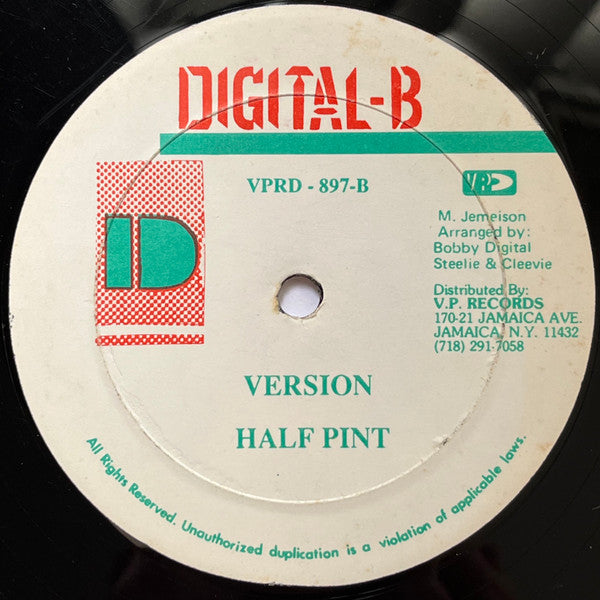 DIGITAL-B
VPRD - 897-B
VP
D
M. Jemeison
Arranged by:
Bobby Digital
Steelie & Cleevie
Distributed By:
V.P. RECORDS
170-21 JAMAICA AVE.
JAMAICA, N.Y. 11432
(718) 291-7058
VERSION
HALF PINT
All Rights Reserved. Unauthorized duplication is a violation of applicable laws.